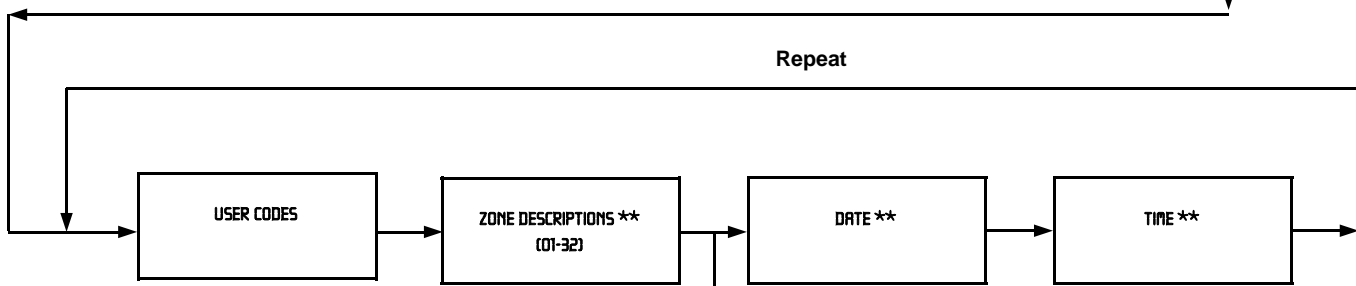 Repeat
USER CODES
ZONE DESCRIPTIONS **
(01-32)
DATE **
TIME **